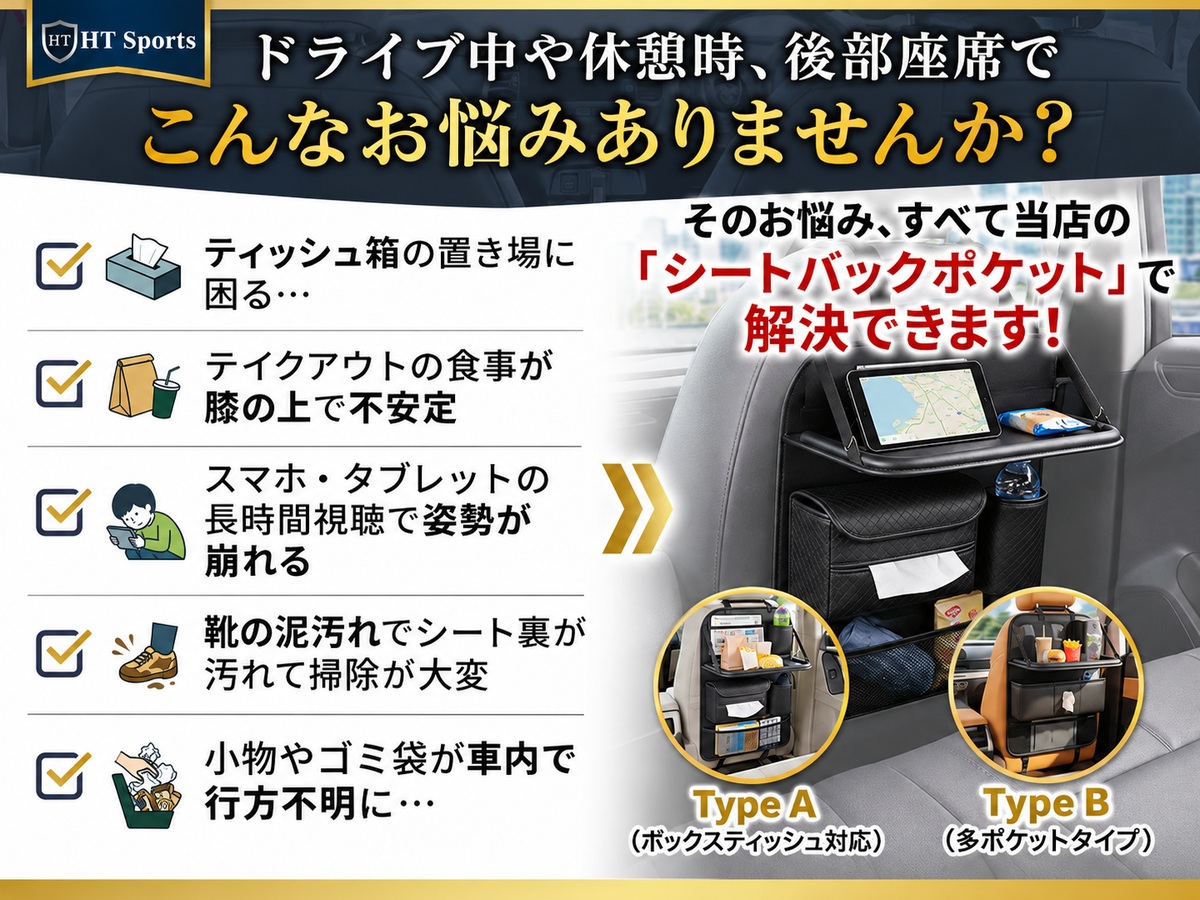 HT HT Sports
ドライブ中や休憩時、後部座席で
こんなお悩みありませんか?
ティッシュ箱の置き場に
困る…
テイクアウトの食事が
膝の上で不安定
スマホ・タブレットの
長時間視聴で姿勢が
崩れる
靴の泥汚れでシート裏が
汚れて掃除が大変
小物やゴミ袋が車内で
行方不明に…
そのお悩み、すべて当店の
「シートバックポケット」で
解決できます!
Type A
(ボックスティッシュ対応)
Type B
(多ポケットタイプ)